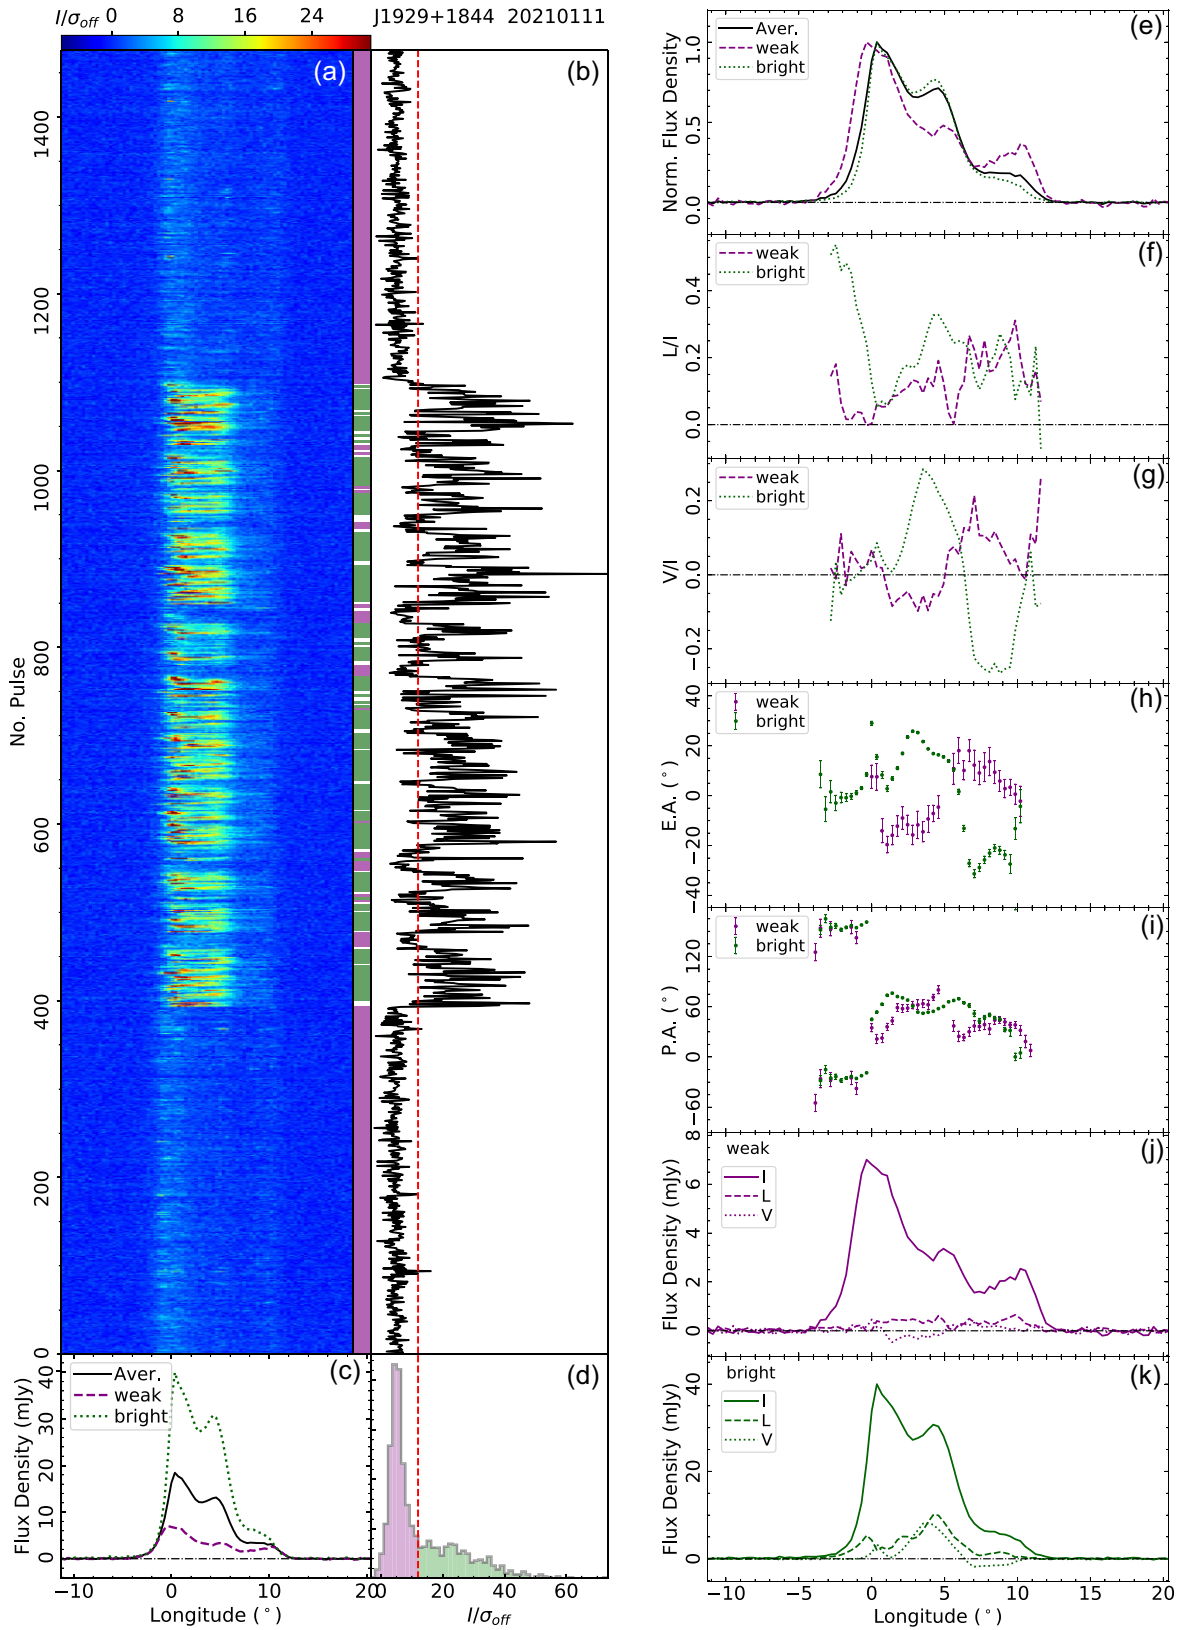 I/σoff 0 8 16 24
J1929+1844 20210111
(a)
(b)
No. Pulse
0 200 400 600 800 1000 1200 1400
(c)
Aver.
weak
bright
Flux Density (mJy)
0 10 20 30 40
−10 0 10 20
Longitude (°)
(d)
0 20 40 60
I/σoff
(e)
Aver.
weak
bright
Norm. Flux Density
0.0 0.5 1.0
(f)
weak
bright
L/I
0.0 0.2 0.4
(g)
weak
bright
V/I
−0.2 0.0 0.2
(h)
weak
bright
E.A. (°)
−40 −20 0 20 40
(i)
weak
bright
P.A. (°)
−60 0 60 120
(j)
weak
I
L
V
Flux Density (mJy)
0 2 4 6 8
(k)
bright
I
L
V
Flux Density (mJy)
0 20 40
−10 −5 0 5 10 15 20
Longitude (°)